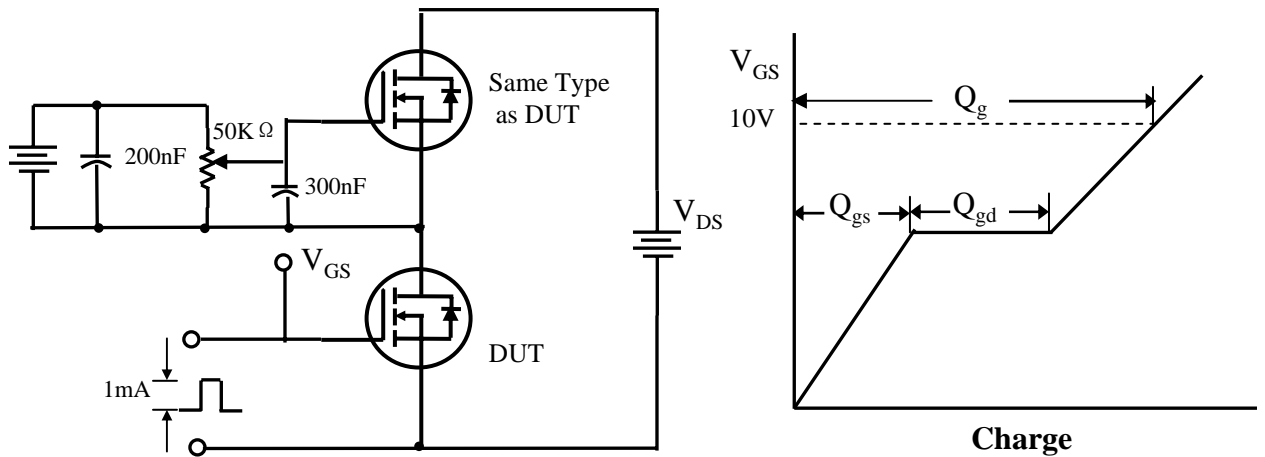 Same Type
as DUT
50KΩ
200nF
300nF
V_DS
V_GS
DUT
1mA
V_GS
10V
Q_g
Q_gs
Q_gd
Charge